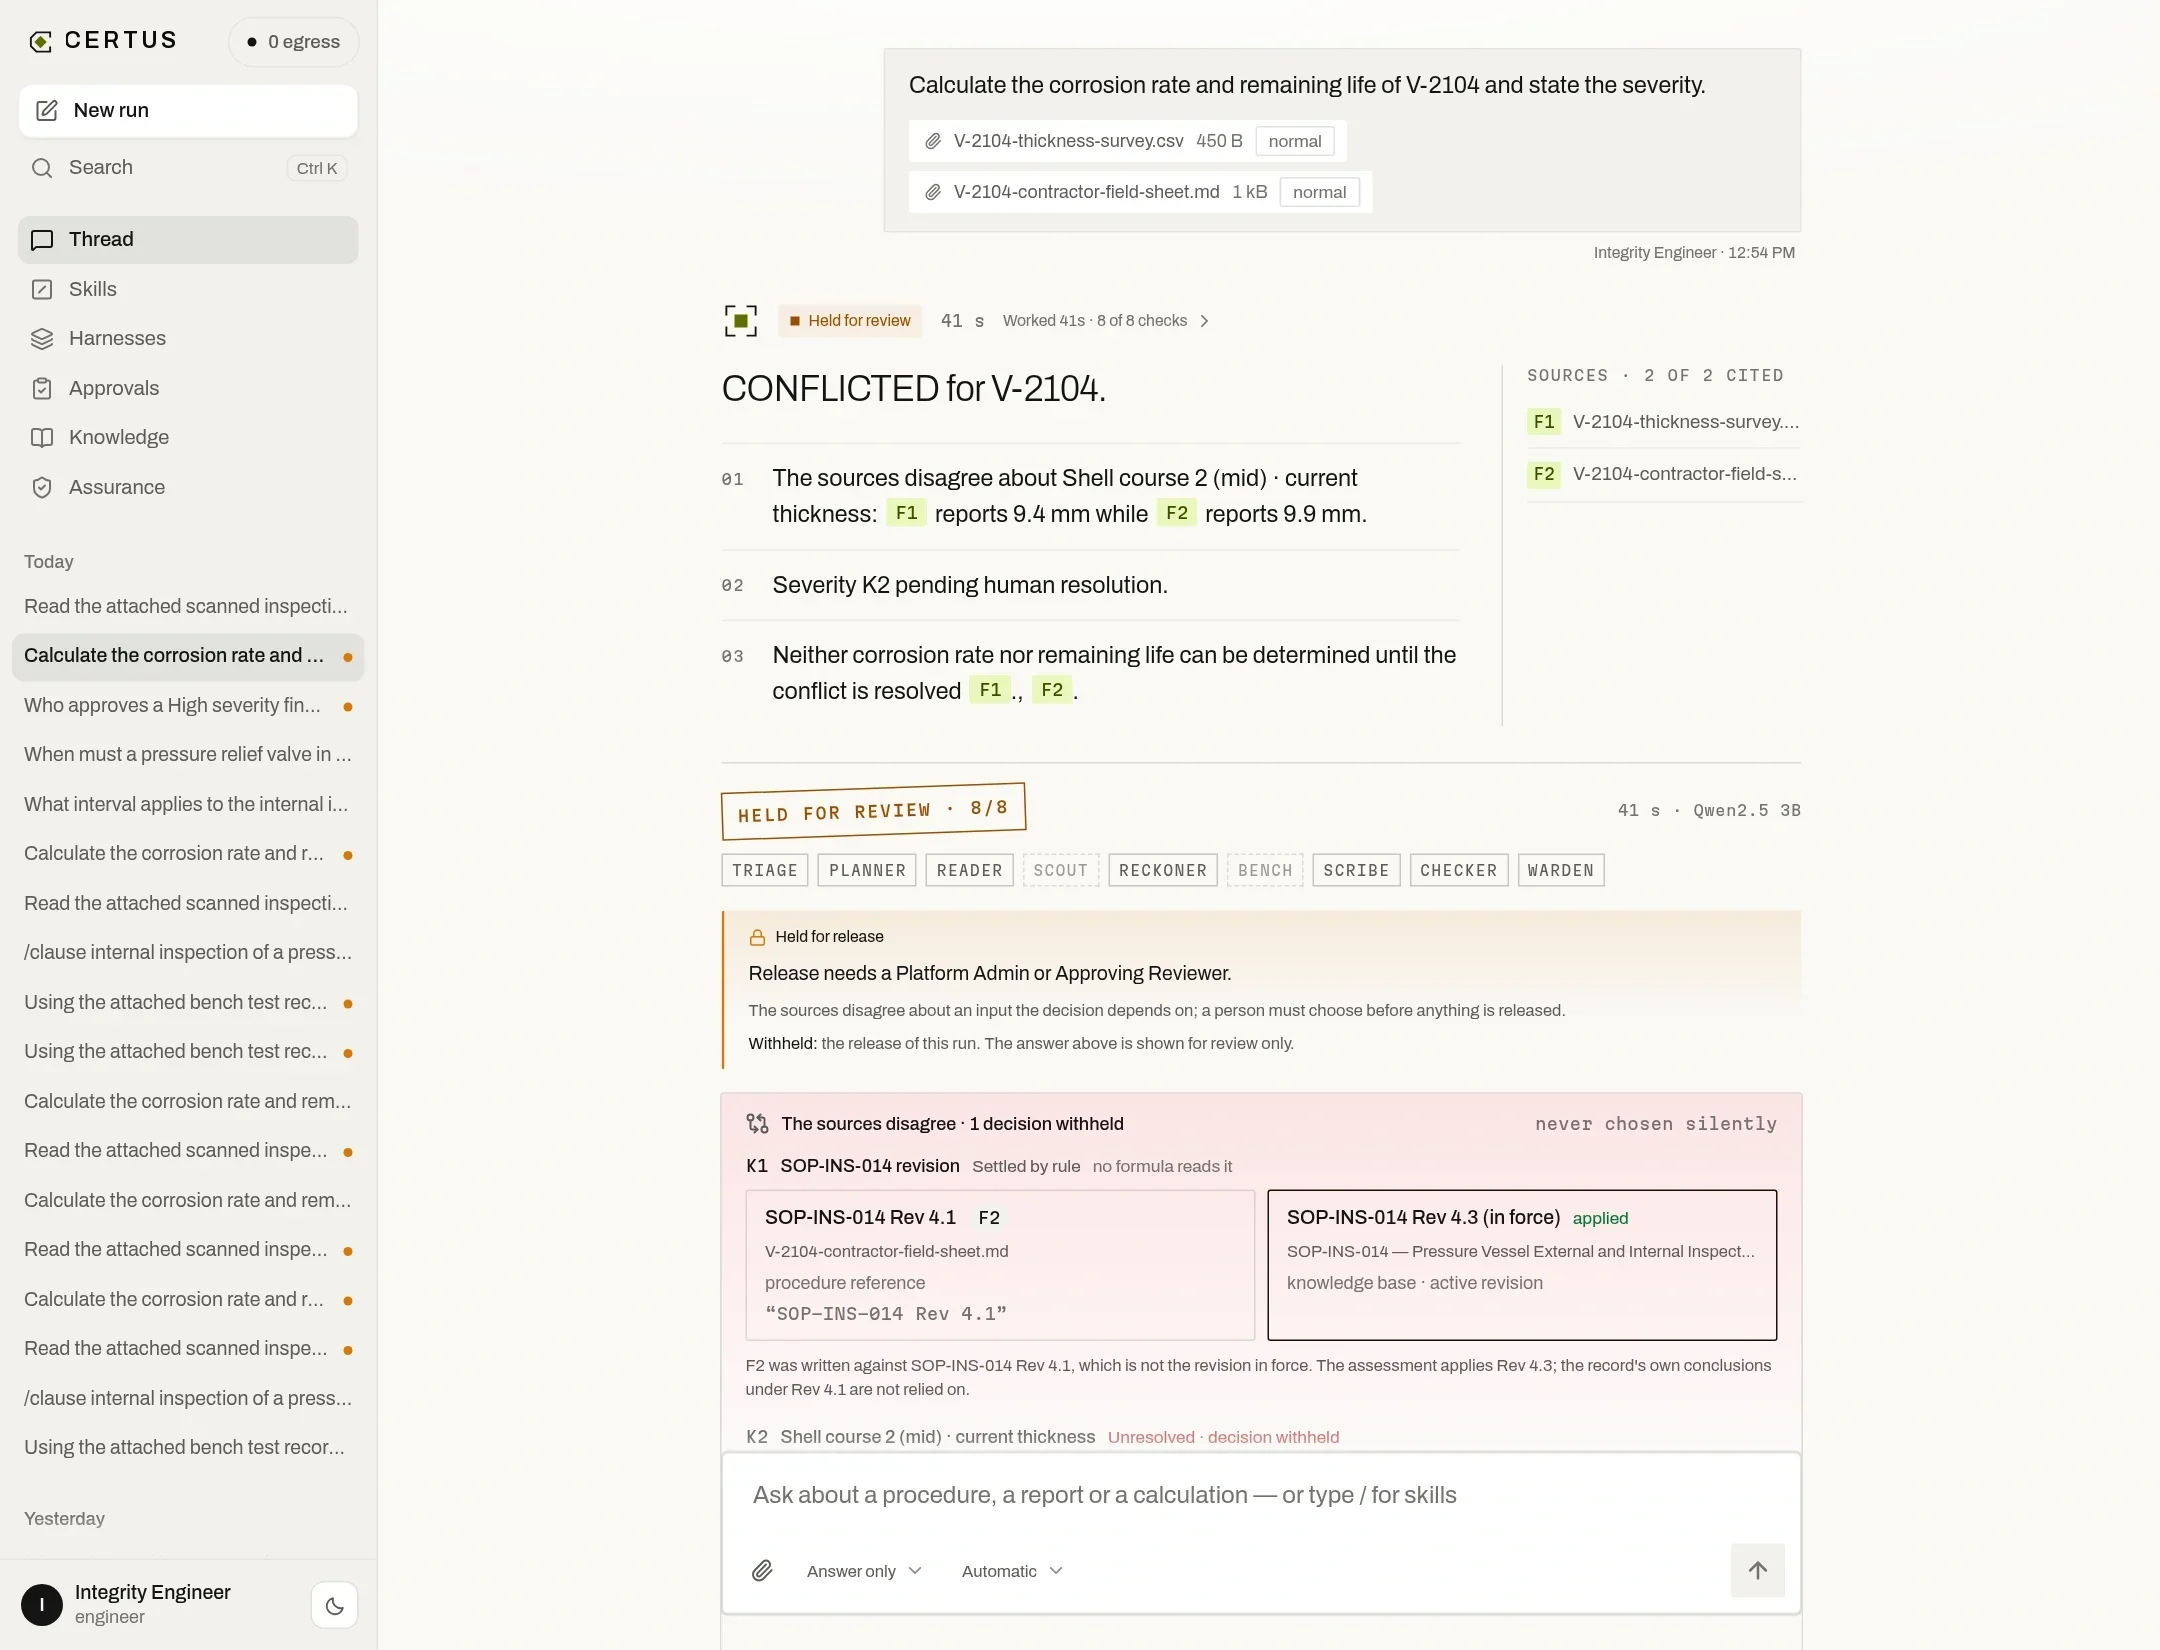 CERTUS
0 egress
New run
Search
Ctrl K
Thread
Skills
Harnesses
Approvals
Knowledge
Assurance
Today
Read the attached scanned inspecti...
Calculate the corrosion rate and ...
Who approves a High severity fin...
When must a pressure relief valve in ...
What interval applies to the internal i...
Calculate the corrosion rate and r...
Read the attached scanned inspecti...
/clause internal inspection of a press...
Using the attached bench test rec...
Using the attached bench test rec...
Calculate the corrosion rate and rem...
Read the attached scanned inspe...
Calculate the corrosion rate and rem...
Read the attached scanned inspe...
Calculate the corrosion rate and r...
Read the attached scanned inspe...
/clause internal inspection of a press...
Using the attached bench test recor...
Yesterday
I
Integrity Engineer
engineer
Calculate the corrosion rate and remaining life of V-2104 and state the severity.
V-2104-thickness-survey.csv 450 B normal
V-2104-contractor-field-sheet.md 1 kB normal
Integrity Engineer · 12:54 PM
Held for review 41 s Worked 41s · 8 of 8 checks
CONFLICTED for V-2104.
01 The sources disagree about Shell course 2 (mid) · current
thickness: F1 reports 9.4 mm while F2 reports 9.9 mm.
02 Severity K2 pending human resolution.
03 Neither corrosion rate nor remaining life can be determined until the
conflict is resolved F1., F2.
SOURCES · 2 OF 2 CITED
F1 V-2104-thickness-survey....
F2 V-2104-contractor-field-s...
HELD FOR REVIEW · 8/8
41 s · Qwen2.5 3B
TRIAGE PLANNER READER SCOUT RECKONER BENCH SCRIBE CHECKER WARDEN
Held for release
Release needs a Platform Admin or Approving Reviewer.
The sources disagree about an input the decision depends on; a person must choose before anything is released.
Withheld: the release of this run. The answer above is shown for review only.
The sources disagree · 1 decision withheld
never chosen silently
K1 SOP-INS-014 revision Settled by rule no formula reads it
SOP-INS-014 Rev 4.1 F2
V-2104-contractor-field-sheet.md
procedure reference
“SOP-INS-014 Rev 4.1”
SOP-INS-014 Rev 4.3 (in force) applied
SOP-INS-014 — Pressure Vessel External and Internal Inspect...
knowledge base · active revision
F2 was written against SOP-INS-014 Rev 4.1, which is not the revision in force. The assessment applies Rev 4.3; the record's own conclusions
under Rev 4.1 are not relied on.
K2 Shell course 2 (mid) · current thickness Unresolved · decision withheld
Ask about a procedure, a report or a calculation — or type / for skills
Answer only
Automatic